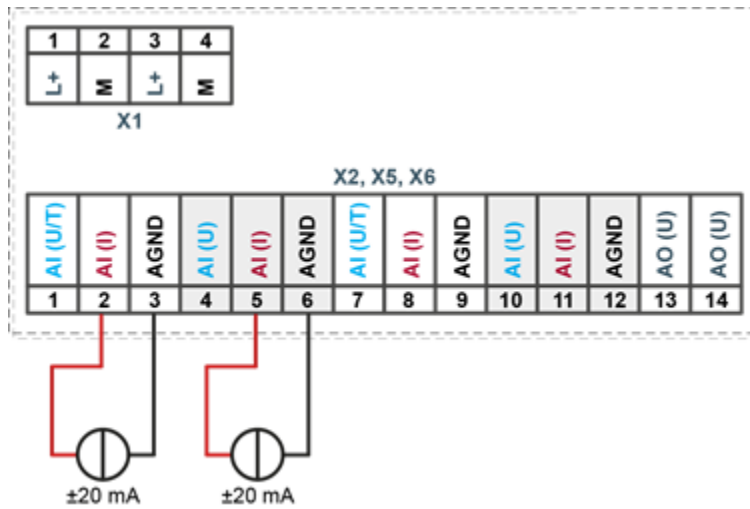 1 2 3 4
L+ M L+ M
X1
X2, X5, X6
AI (U/T) AI (I) AGND AI (U) AI (I) AGND AI (U/T) AI (I) AGND AI (U) AI (I) AGND AO (U) AO (U)
1 2 3 4 5 6 7 8 9 10 11 12 13 14
±20 mA ±20 mA